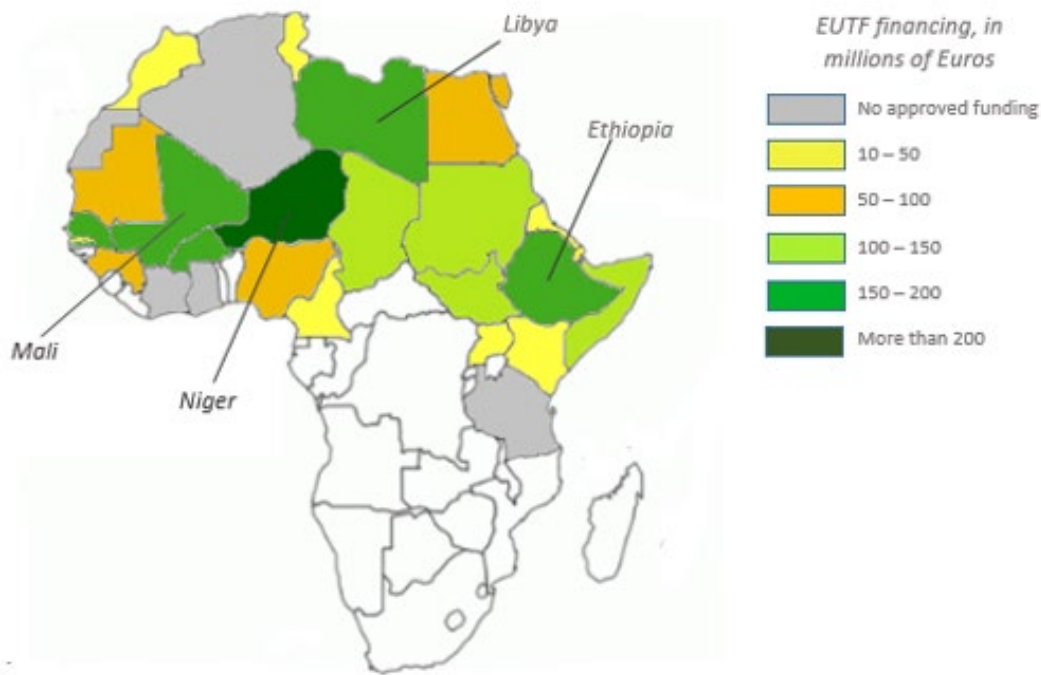 Libya
Ethiopia
Mali
Niger
EUTF financing, in
millions of Euros
No approved funding
10 – 50
50 – 100
100 – 150
150 – 200
More than 200